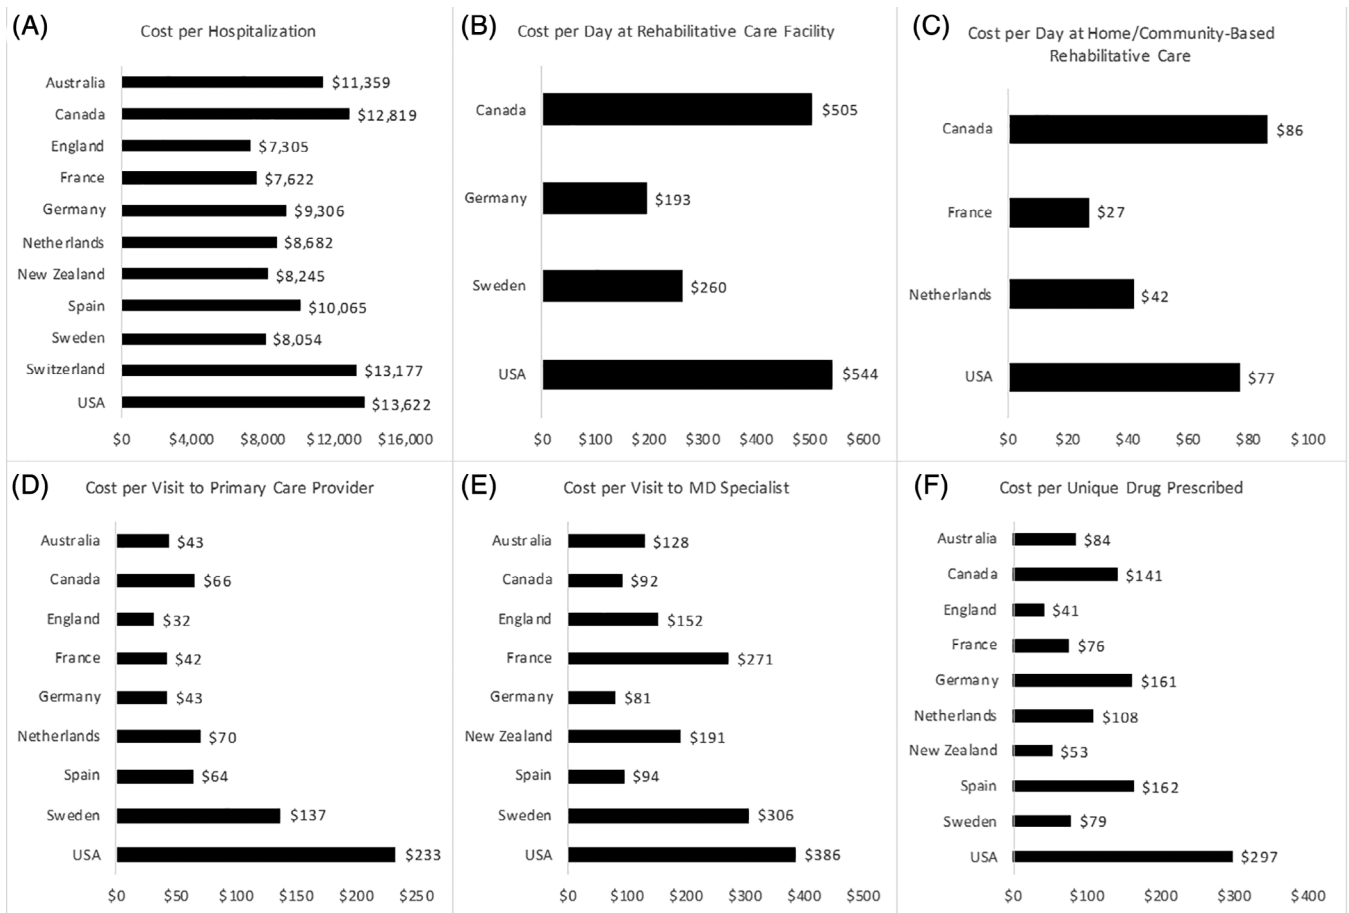 (A) Cost per Hospitalization
Australia $11,359
Canada $12,819
England $7,305
France $7,622
Germany $9,306
Netherlands $8,682
New Zealand $8,245
Spain $10,065
Sweden $8,054
Switzerland $13,177
USA $13,622
$0 $4,000 $8,000 $12,000 $16,000
(B) Cost per Day at Rehabilitative Care Facility
Canada $505
Germany $193
Sweden $260
USA $544
$0 $100 $200 $300 $400 $500 $600
(C) Cost per Day at Home/Community-Based
Rehabilitative Care
Canada $86
France $27
Netherlands $42
USA $77
$0 $20 $40 $60 $80 $100
(D) Cost per Visit to Primary Care Provider
Australia $43
Canada $66
England $32
France $42
Germany $43
Netherlands $70
Spain $64
Sweden $137
USA $233
$0 $50 $100 $150 $200 $250
(E) Cost per Visit to MD Specialist
Australia $128
Canada $92
England $152
France $271
Germany $81
New Zealand $191
Spain $94
Sweden $306
USA $386
$0 $100 $200 $300 $400 $500
(F) Cost per Unique Drug Prescribed
Australia $84
Canada $141
England $41
France $76
Germany $161
Netherlands $108
New Zealand $53
Spain $162
Sweden $79
USA $297
$0 $100 $200 $300 $400